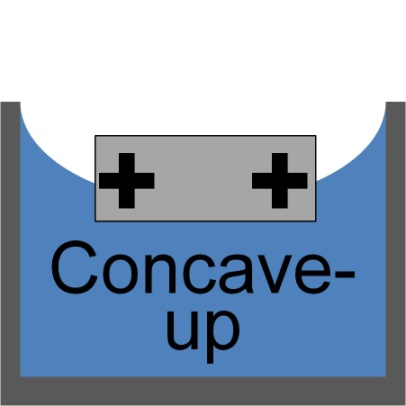 + +
Concave-
up